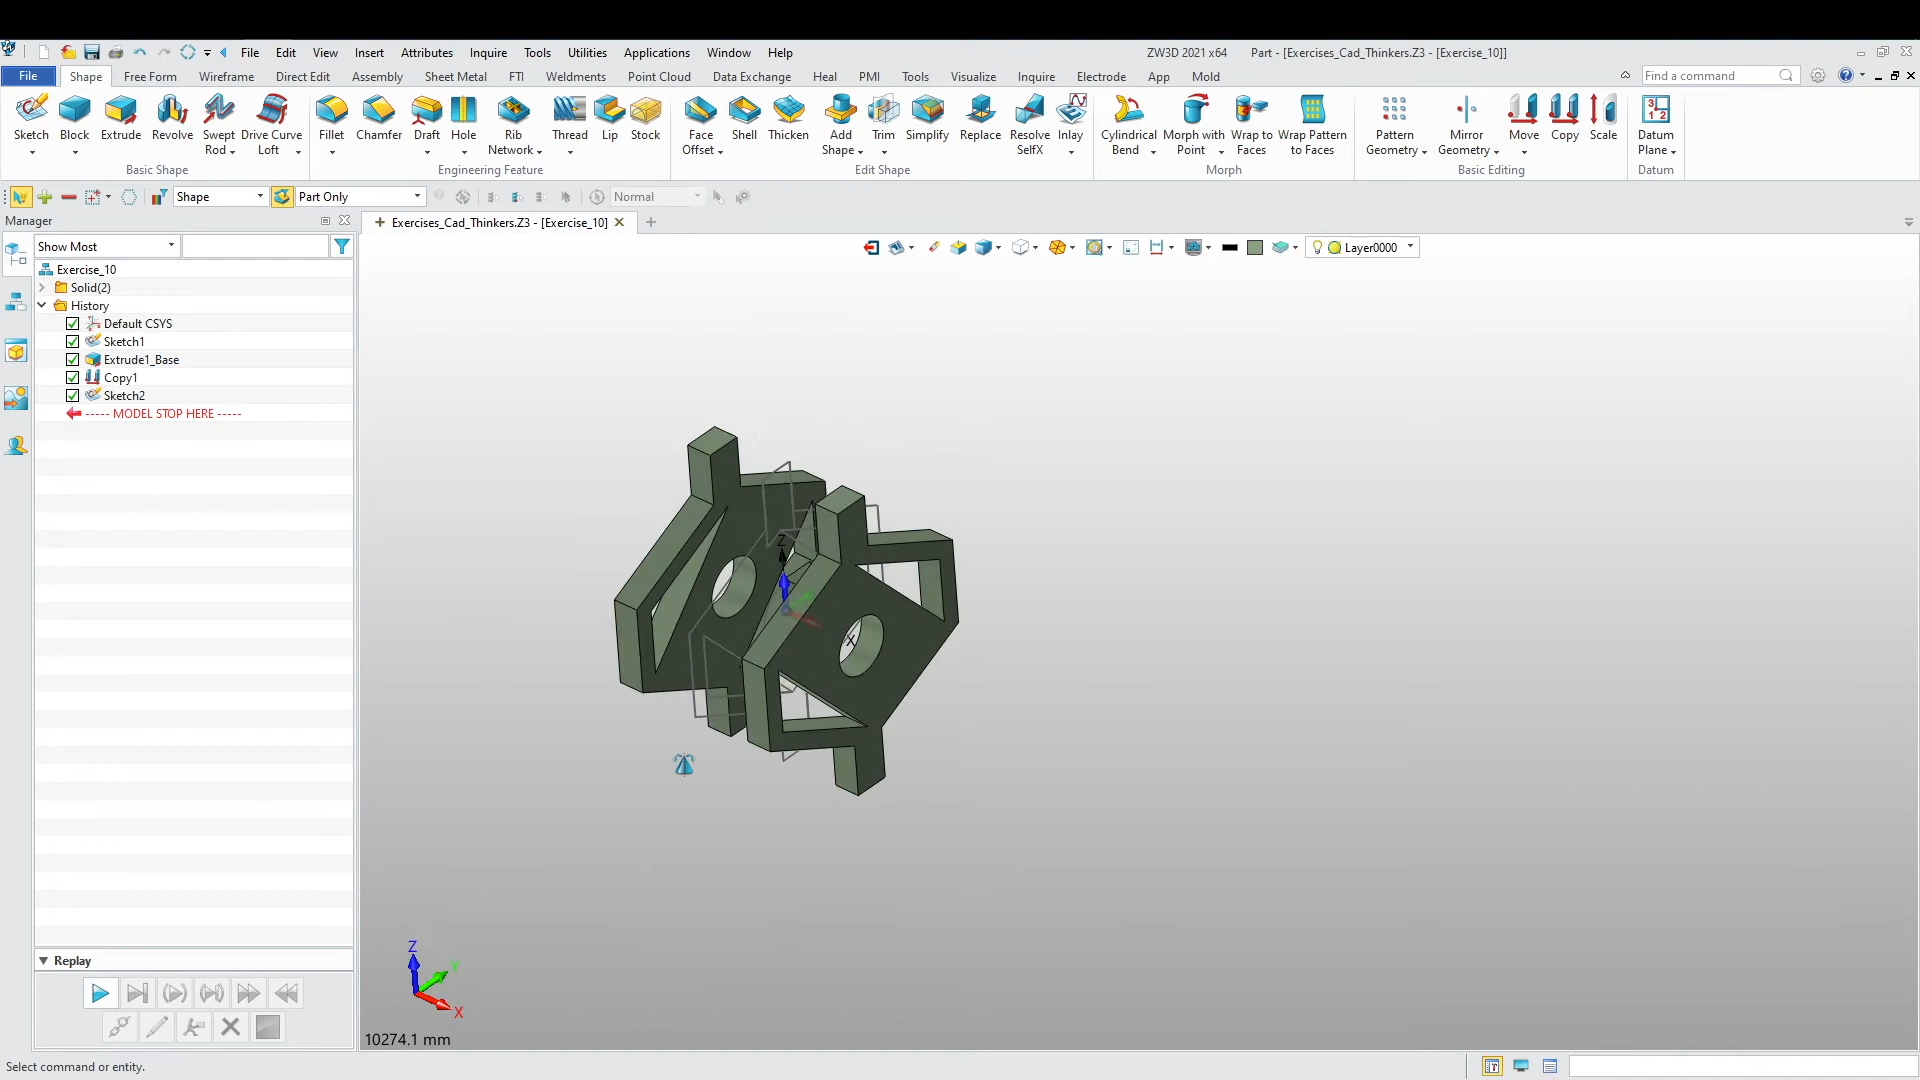 File Edit View Insert Attributes Inquire Tools Utilities Applications Window Help ZW3D 2021 x64 Part - [Exercises_Cad_Thinkers.Z3 - [Exercise_10]]
File Shape Free Form Wireframe Direct Edit Assembly Sheet Metal FTI Weldments Point Cloud Data Exchange Heal PMI Tools Visualize Inquire Electrode App Mold Find a command
Sketch Block Extrude Revolve Swept Rod Drive Curve Loft
Basic Shape
Fillet Chamfer Draft Hole Rib Network Thread Lip Stock
Engineering Feature
Face Offset Shell Thicken Add Shape Trim Simplify Replace Resolve SelfX Inlay
Edit Shape
Cylindrical Bend Morph with Point Wrap to Faces Wrap Pattern to Faces
Morph
Pattern Geometry Mirror Geometry Move Copy Scale
Basic Editing
Datum Plane
Datum
Shape Part Only Normal
Manager
Exercises_Cad_Thinkers.Z3 - [Exercise_10]
Show Most
Layer0000
Exercise_10
Solid(2)
History
Default CSYS
Sketch1
Extrude1_Base
Copy1
Sketch2
----- MODEL STOP HERE -----
Z
X
Z
Y
X
Replay
10274.1 mm
Select command or entity.